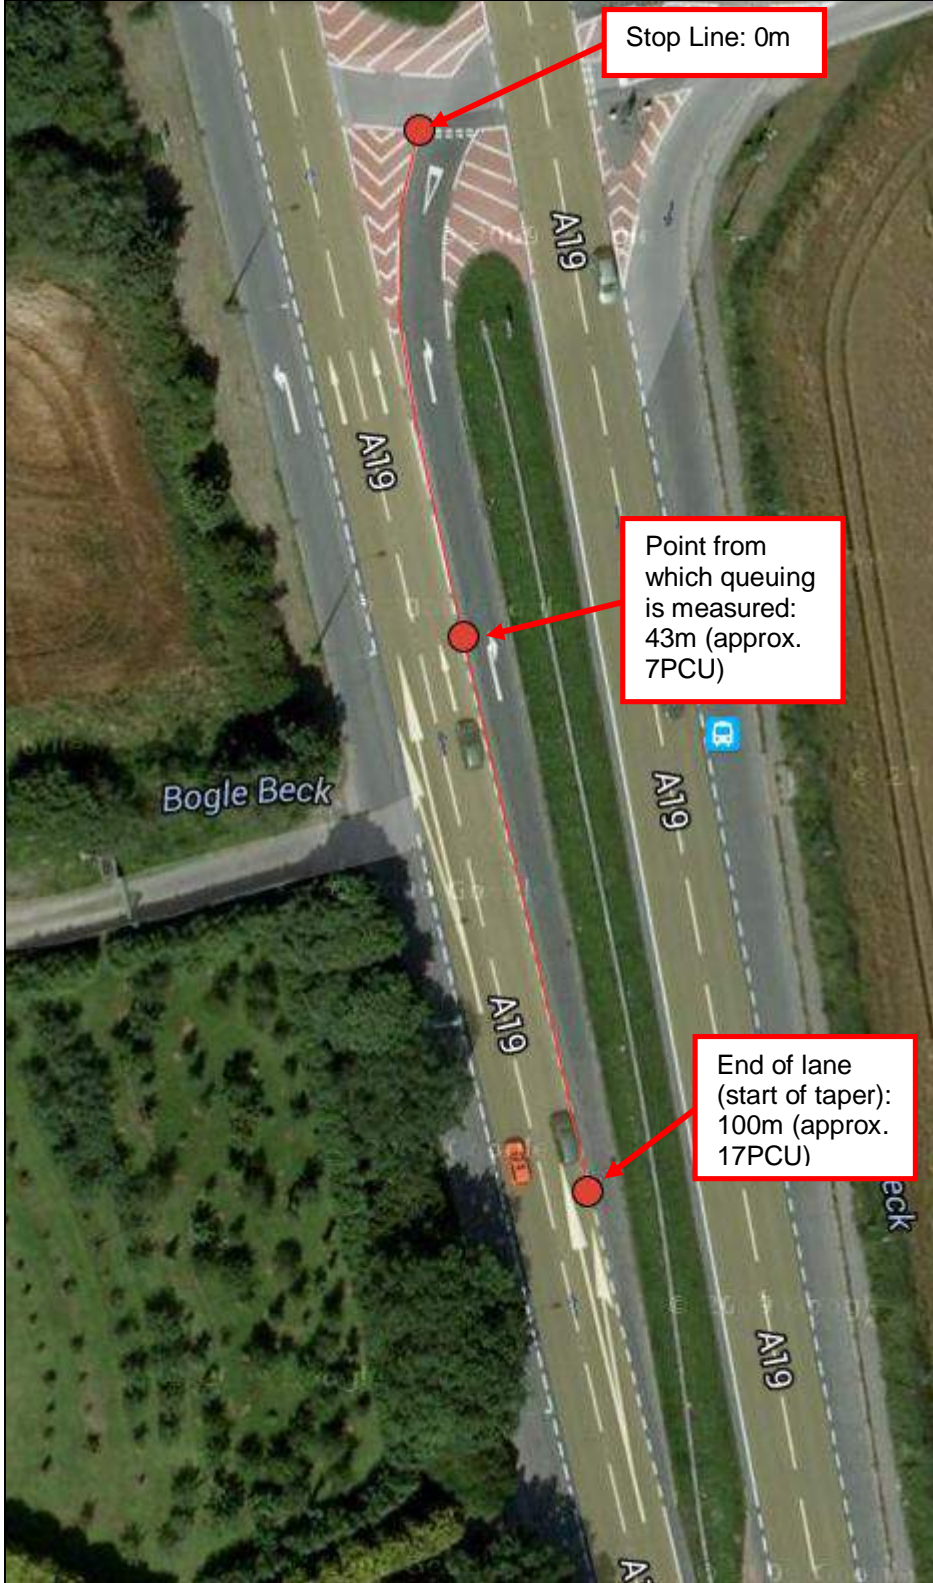 Stop Line: 0m
A19
A19
Point from
which queuing
is measured:
43m (approx.
7PCU)
A19
Bogle Beck
A19
End of lane
(start of taper):
100m (approx.
17PCU)
eck
A19